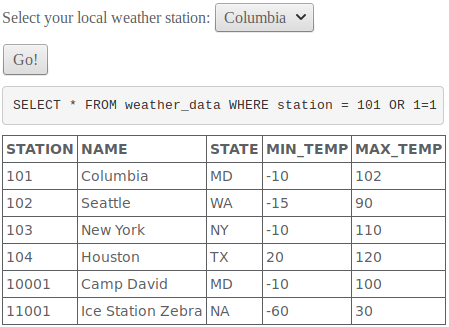 Select your local weather station: Columbia
Go!
SELECT * FROM weather_data WHERE station = 101 OR 1=1
STATION NAME STATE MIN_TEMP MAX_TEMP
101 Columbia MD -10 102
102 Seattle WA -15 90
103 New York NY -10 110
104 Houston TX 20 120
10001 Camp David MD -10 100
11001 Ice Station Zebra NA -60 30